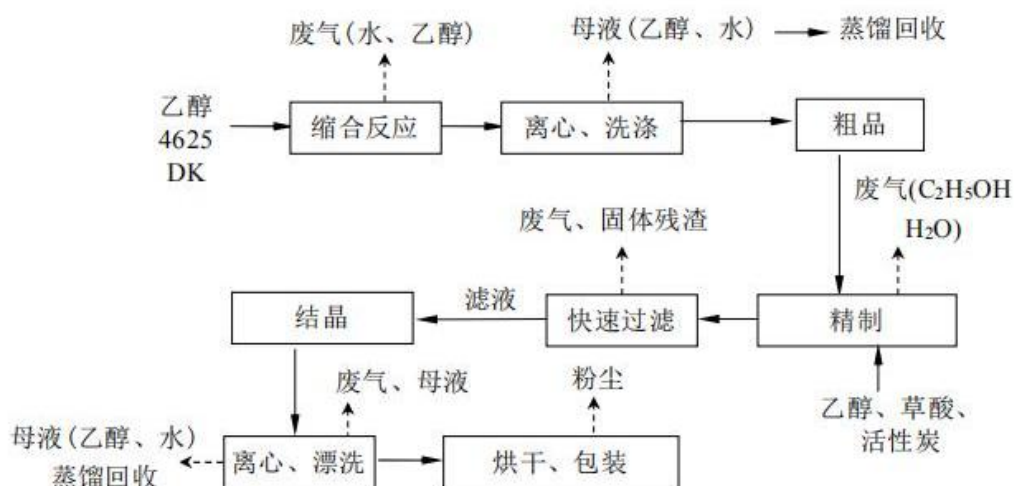 废气(水、乙醇)
母液(乙醇、水)
蒸馏回收
乙醇
4625
DK
缩合反应
离心、洗涤
粗品
废气(C₂H₅OH
H₂O)
废气、固体残渣
结晶
滤液
快速过滤
精制
废气、母液
粉尘
乙醇、草酸、
活性炭
母液(乙醇、水)
蒸馏回收
离心、漂洗
烘干、包装